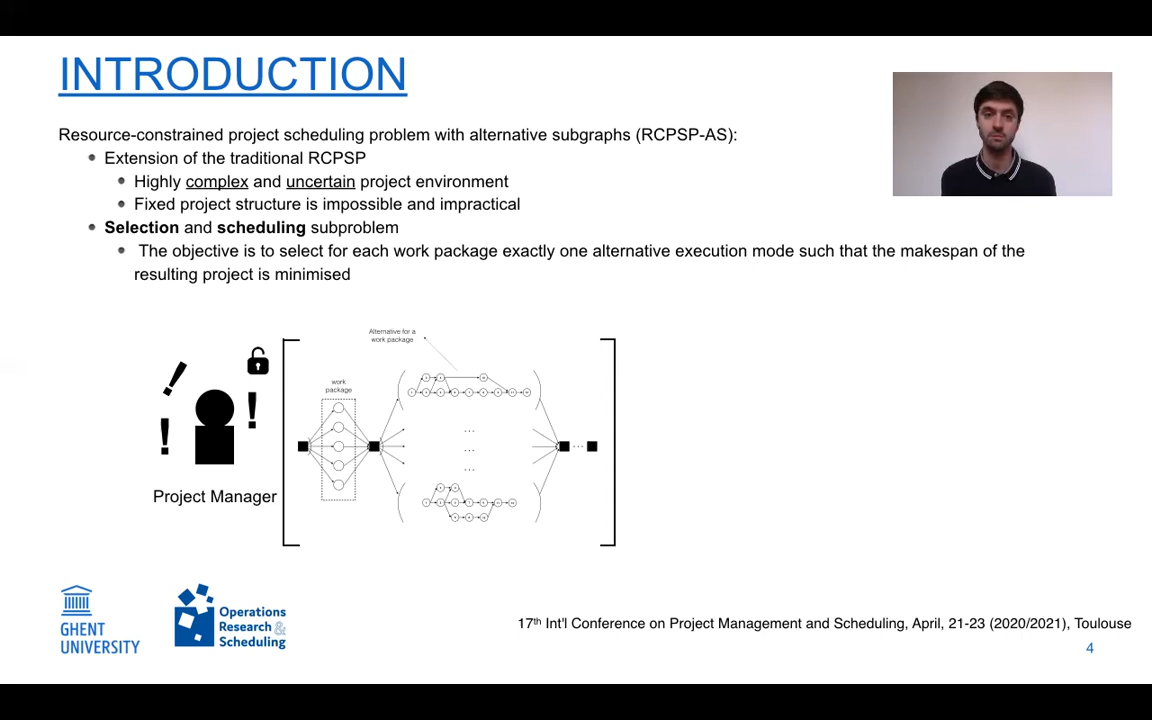 INTRODUCTION
Resource-constrained project scheduling problem with alternative subgraphs (RCPSP-AS):
Extension of the traditional RCPSP
Highly complex and uncertain project environment
Fixed project structure is impossible and impractical
Selection and scheduling subproblem
The objective is to select for each work package exactly one alternative execution mode such that the makespan of the
resulting project is minimised
Alternative for a
work package
work
package
...
...
...
...
Project Manager
GHENT
UNIVERSITY
Operations
Research &
Scheduling
17th Int'l Conference on Project Management and Scheduling, April, 21-23 (2020/2021), Toulouse
4